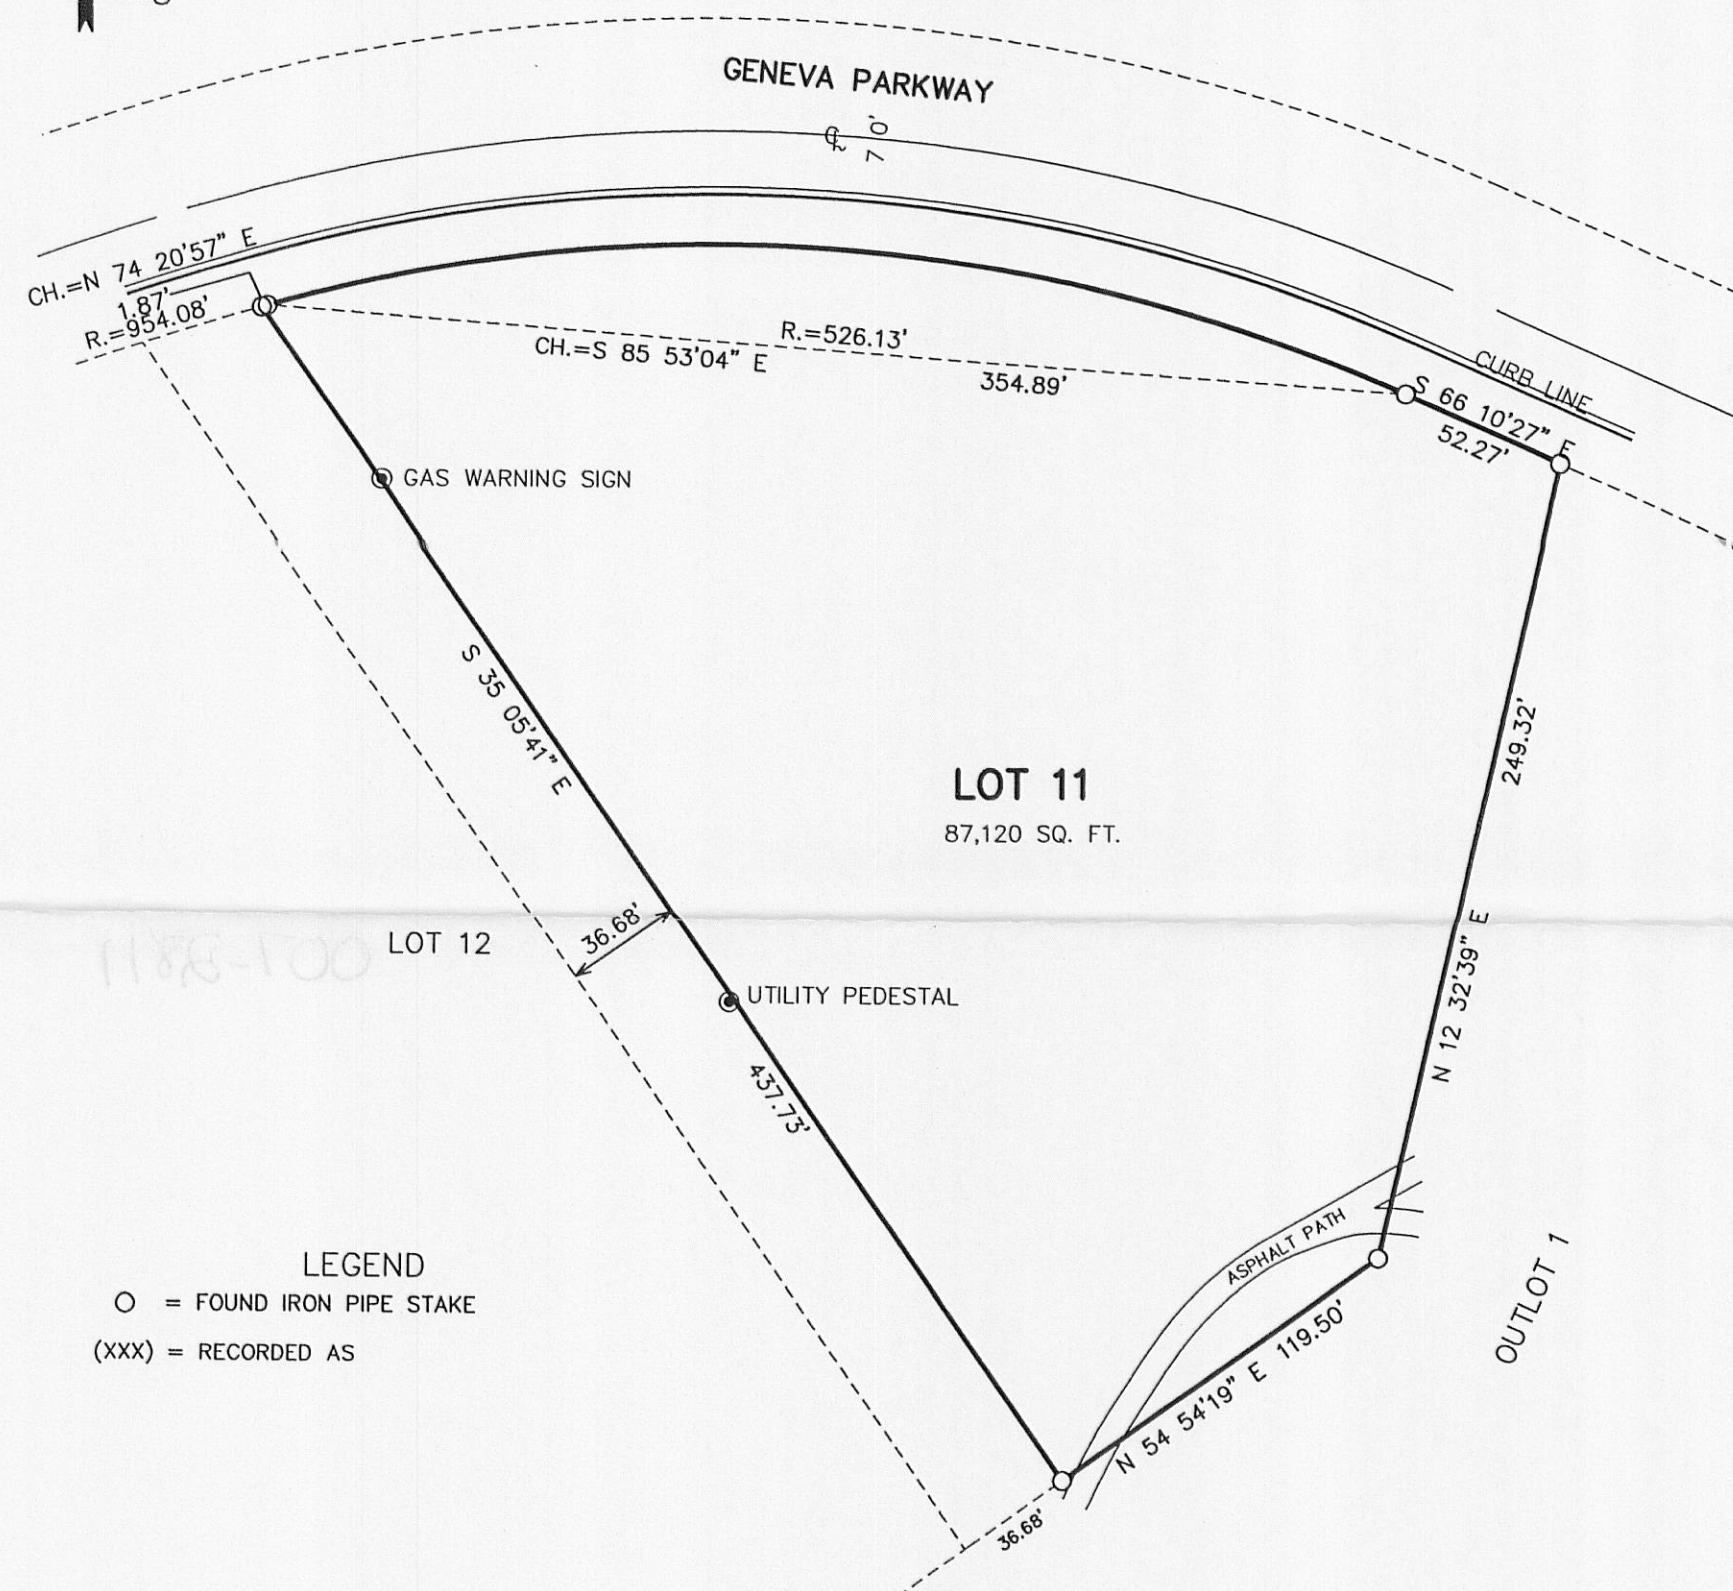 GENEVA PARKWAY
℄
70'
CH.=N 74 20'57" E
1.87'
R.=954.08'
R.=526.13'
CH.=S 85 53'04" E
354.89'
CURB LINE
S 66 10'27" E
52.27'
GAS WARNING SIGN
S 35 05'41" E
249.32'
LOT 11
87,120 SQ. FT.
36.68'
LOT 12
N 12 32'39" E
UTILITY PEDESTAL
437.73'
ASPHALT PATH
OUTLOT 1
LEGEND
O = FOUND IRON PIPE STAKE
(XXX) = RECORDED AS
N 54 54'19" E 119.50'
36.68'